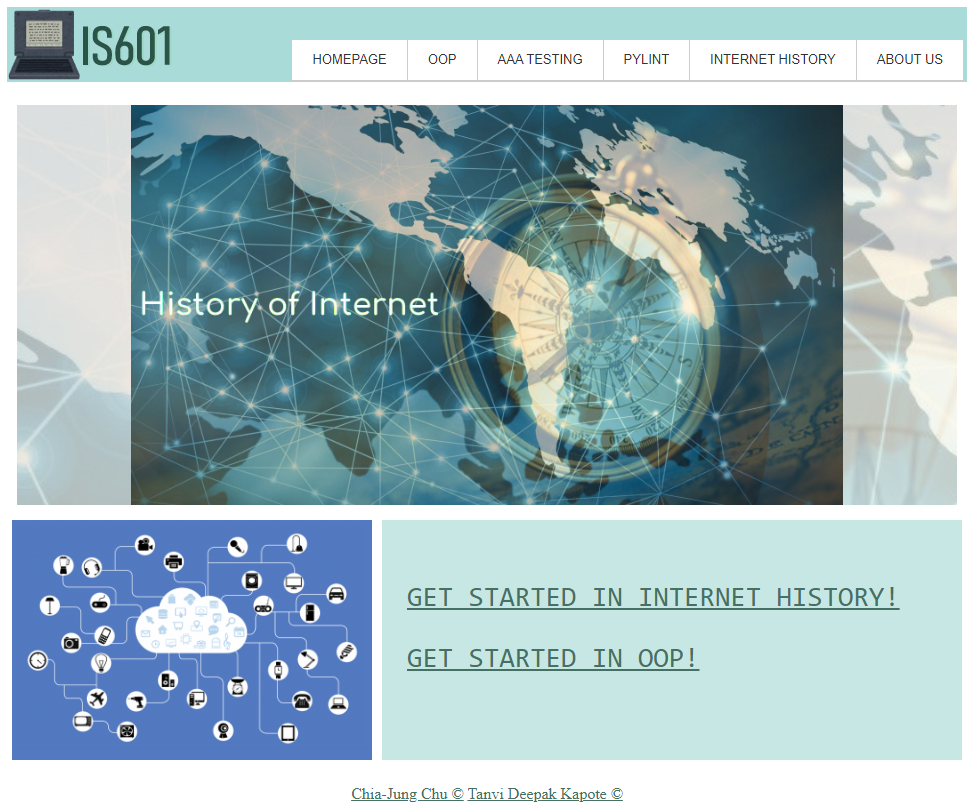 IS601
HOMEPAGE OOP AAA TESTING PYLINT INTERNET HISTORY ABOUT US
History of Internet
GET STARTED IN INTERNET HISTORY!
GET STARTED IN OOP!
Chia-Jung Chu © Tanvi Deepak Kapote ©